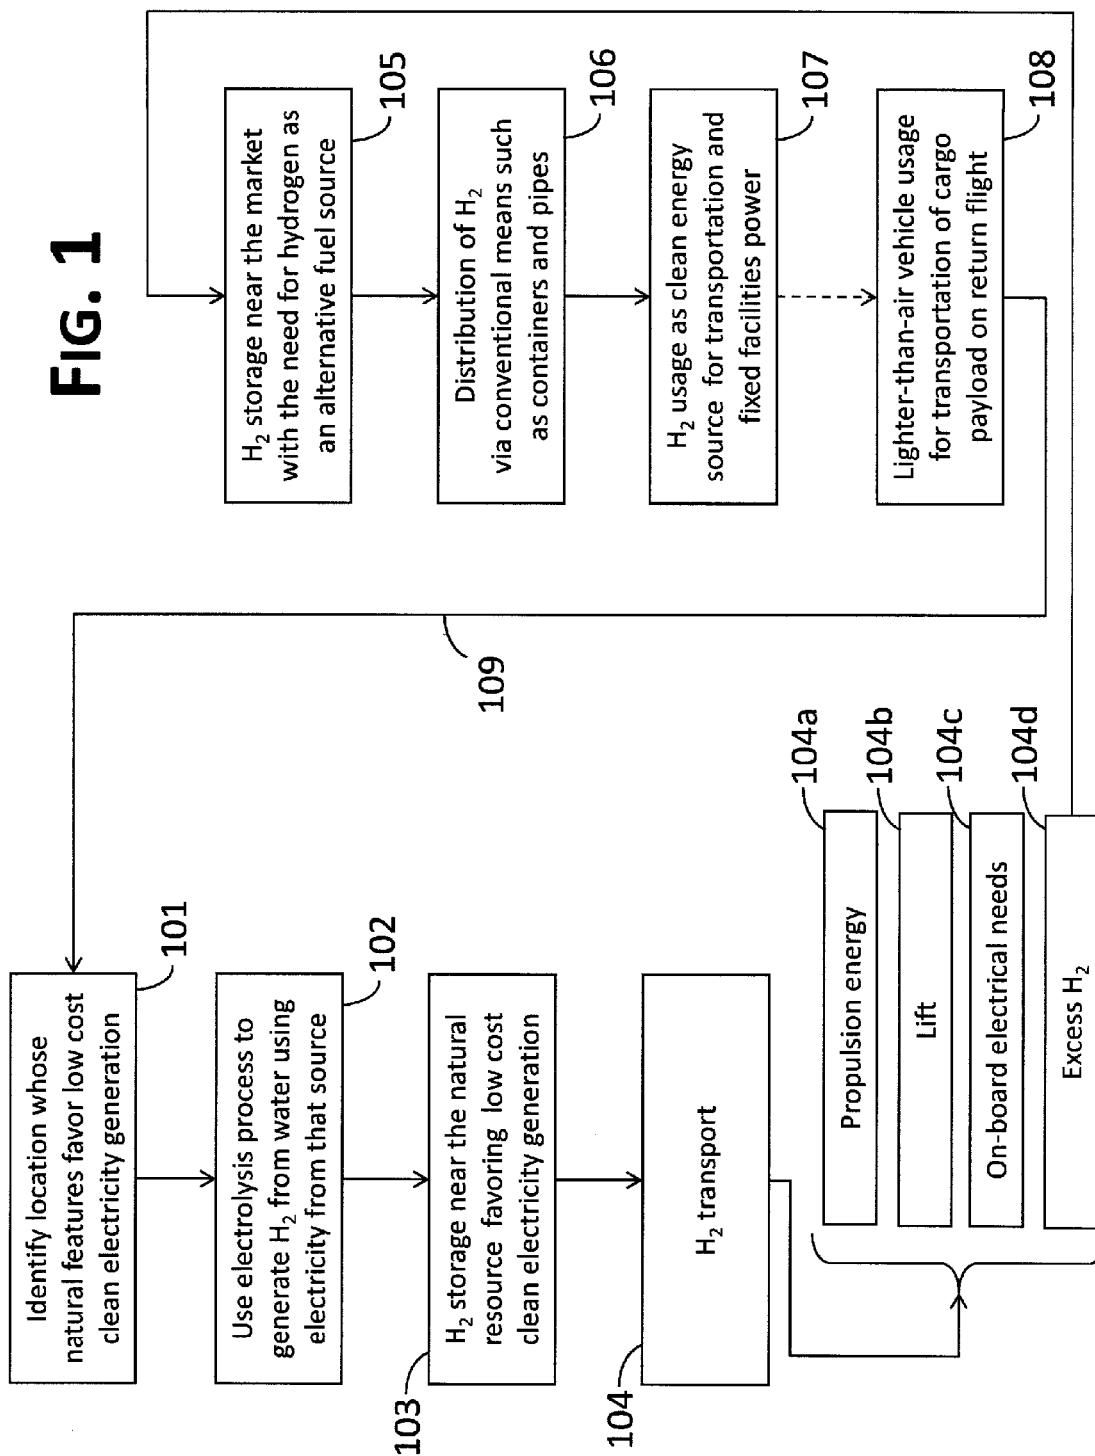 FIG. 1
Identify location whose
natural features favor low cost
clean electricity generation
101
Use electrolysis process to
generate H₂ from water using
electricity from that source
102
H₂ storage near the natural
resource favoring low cost
clean electricity generation
103
H₂ transport
104
Propulsion energy
104a
Lift
104b
On-board electrical needs
104c
Excess H₂
104d
H₂ storage near the market
with the need for hydrogen as
an alternative fuel source
105
Distribution of H₂
via conventional means such
as containers and pipes
106
H₂ usage as clean energy
source for transportation and
fixed facilities power
107
Lighter-than-air vehicle usage
for transportation of cargo
payload on return flight
108
109